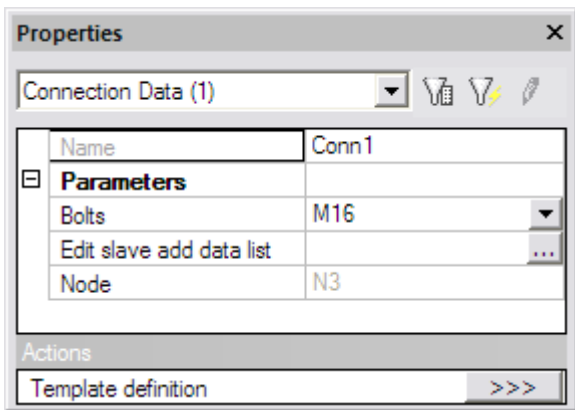 Properties
Connection Data (1)
Name Conn1
Parameters
Bolts M16
Edit slave add data list ...
Node N3
Actions
Template definition >>>